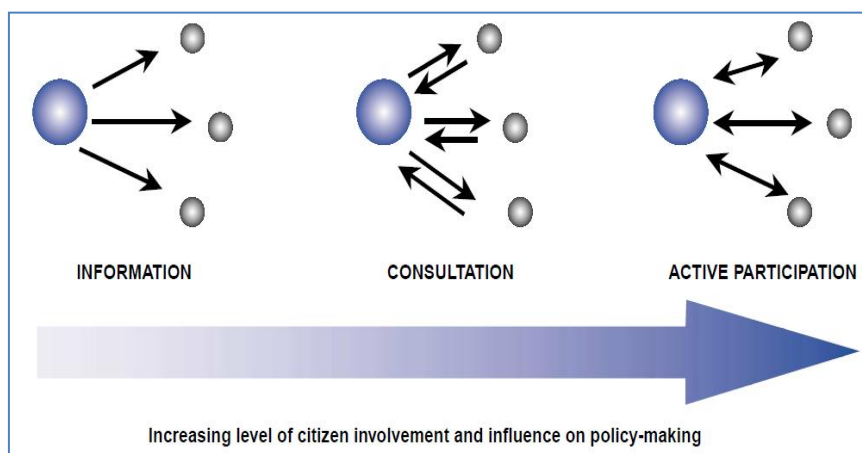 INFORMATION
CONSULTATION
ACTIVE PARTICIPATION
Increasing level of citizen involvement and influence on policy-making